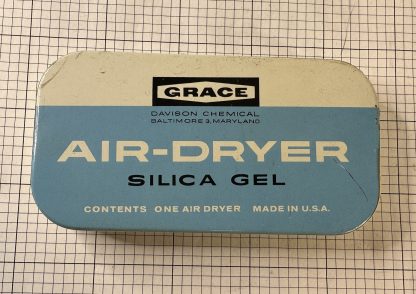 GRACE
DAVISON CHEMICAL
BALTIMORE 3, MARYLAND
AIR-DRYER
SILICA GEL
CONTENTS ONE AIR DRYER MADE IN U.S.A.